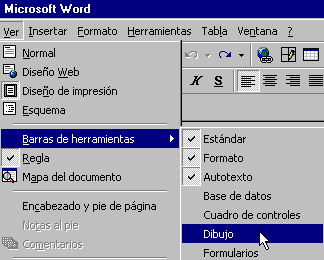 Microsoft Word
Ver Insertar Formato Herramientas Tabla Ventana ?
Normal
Diseño Web
Diseño de impresión
Esquema
K S
Barras de herramientas
Regla
Mapa del documento
Encabezado y pie de página
Notas al pie
Comentarios
Estándar
Formato
Autotexto
Base de datos
Cuadro de controles
Dibujo
Formularios